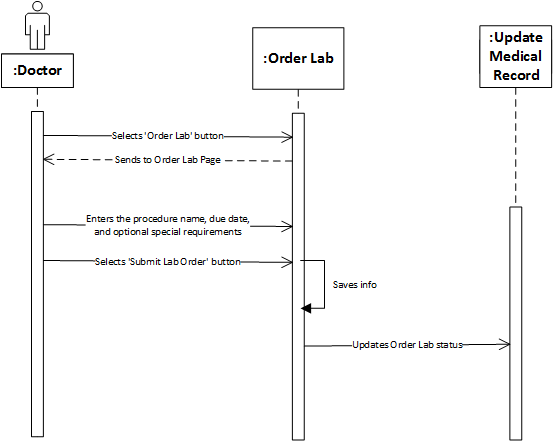 :Doctor
:Order Lab
:Update
Medical
Record
Selects 'Order Lab' button
Sends to Order Lab Page
Enters the procedure name, due date,
and optional special requirements
Selects 'Submit Lab Order' button
Saves info
Updates Order Lab status